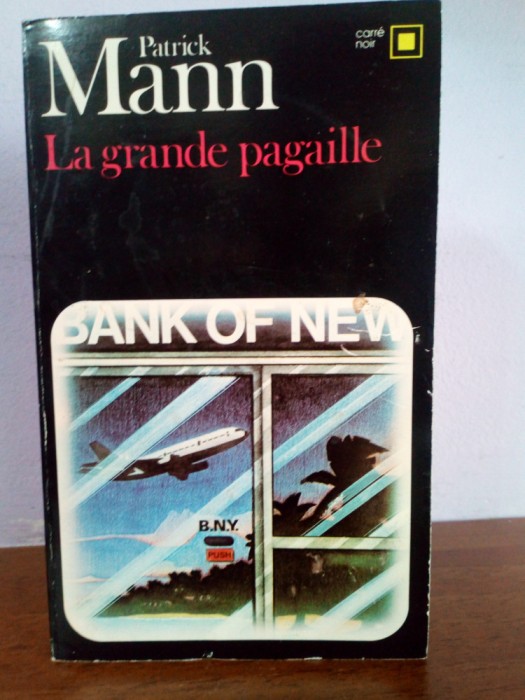 Patrick
Mann
carré
noir
La grande pagaille
BANK OF NEW
B.N.Y.
PUSH